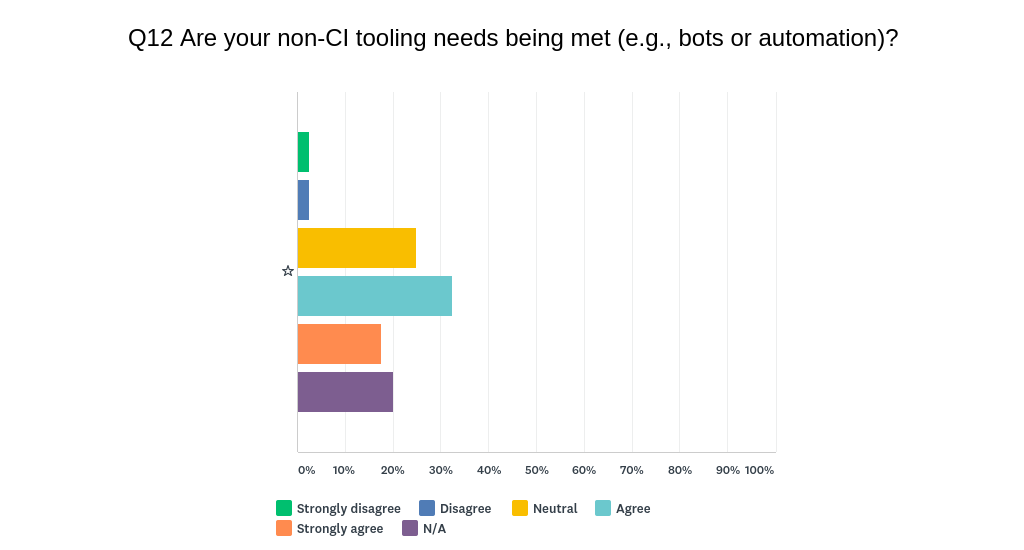 Q12 Are your non-CI tooling needs being met (e.g., bots or automation)?
☆
0% 10% 20% 30% 40% 50% 60% 70% 80% 90% 100%
Strongly disagree Disagree Neutral Agree
Strongly agree N/A